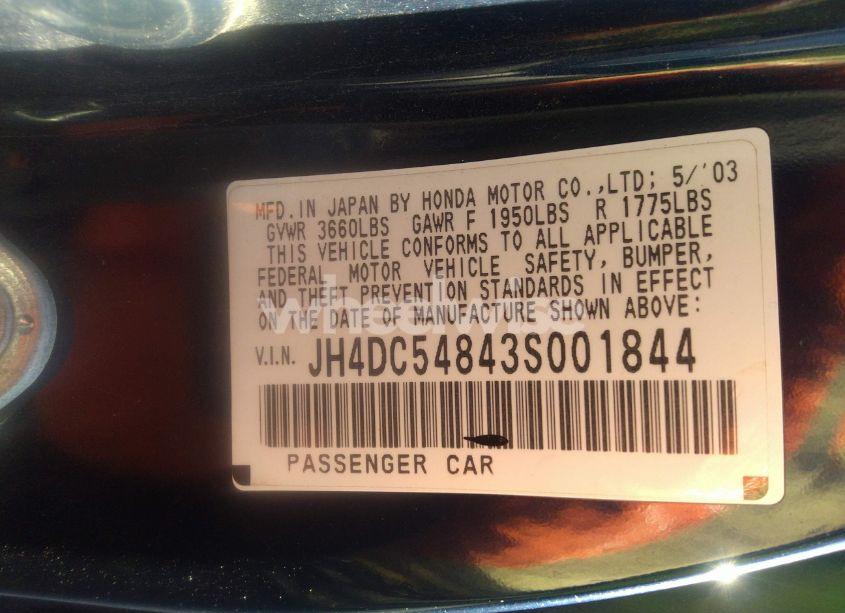 MFD. IN JAPAN BY HONDA MOTOR CO.,LTD; 5/'03
GVWR 3660LBS GAWR F 1950LBS R 1775LBS
THIS VEHICLE CONFORMS TO ALL APPLICABLE
FEDERAL MOTOR VEHICLE SAFETY, BUMPER,
AND THEFT PREVENTION STANDARDS IN EFFECT
ON THE DATE OF MANUFACTURE SHOWN ABOVE:
wheelwise
V.I.N. JH4DC54843S001844
PASSENGER CAR